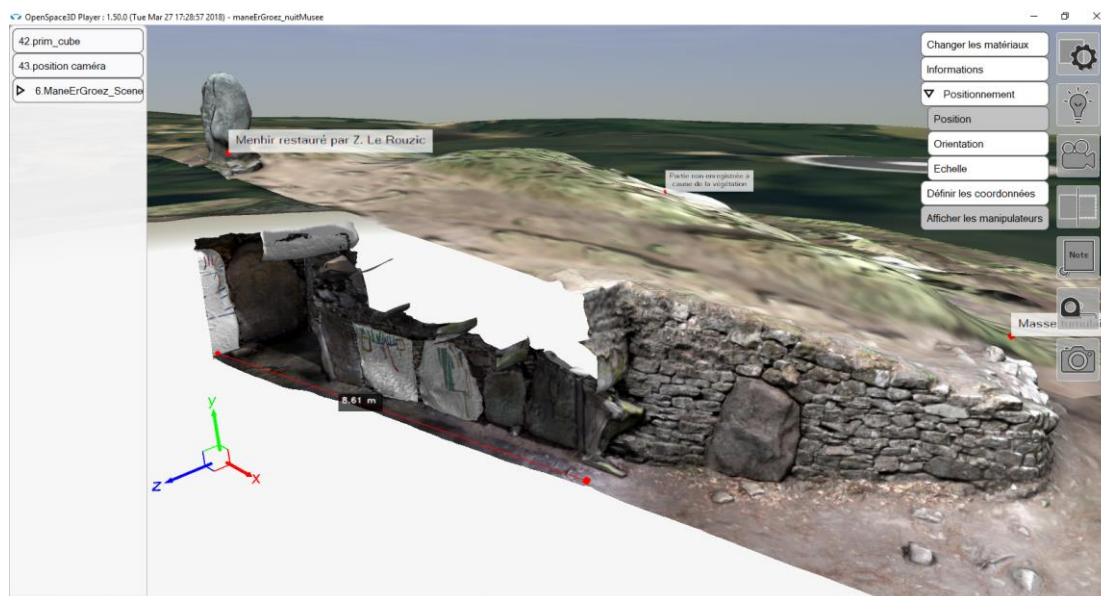 OpenSpace3D Player : 1.50.0 (Tue Mar 27 17:28:57 2018) - maneErGroez_nuitMusee
42.prim_cube
43.position caméra
6.ManeErGroez_Scene
Menhir restauré par Z. Le Rouzic
Partie non enregistrée à
cause de la végétation
8.61 m
y
z
x
Changer les matériaux
Informations
Positionnement
Position
Orientation
Echelle
Définir les coordonnées
Afficher les manipulateurs
Note
Masse